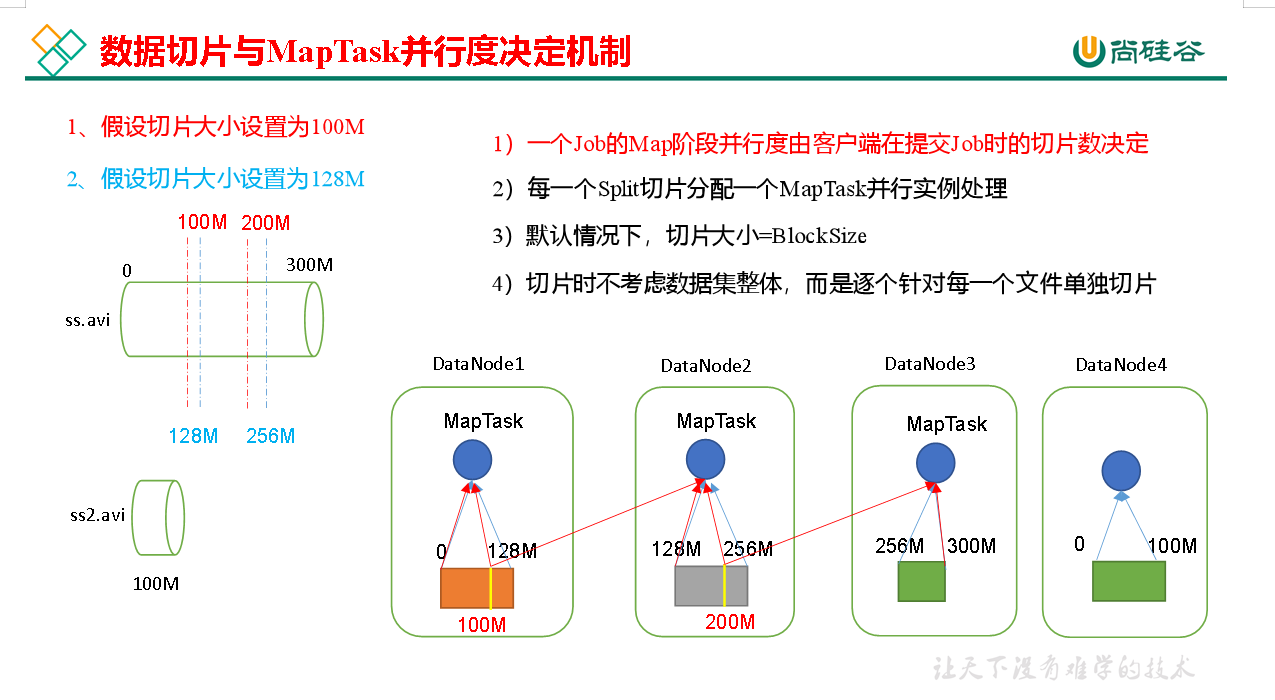 数据切片与MapTask并行度决定机制
尚硅谷
1、假设切片大小设置为100M
2、假设切片大小设置为128M
1）一个Job的Map阶段并行度由客户端在提交Job时的切片数决定
2）每一个Split切片分配一个MapTask并行实例处理
3）默认情况下，切片大小=BlockSize
4）切片时不考虑数据集整体，而是逐个针对每一个文件单独切片
100M 200M
0 300M
ss.avi
128M 256M
ss2.avi
100M
DataNode1
MapTask
0 128M
100M
DataNode2
MapTask
128M 256M
200M
DataNode3
MapTask
256M 300M
DataNode4
0 100M
让天下没有难学的技术